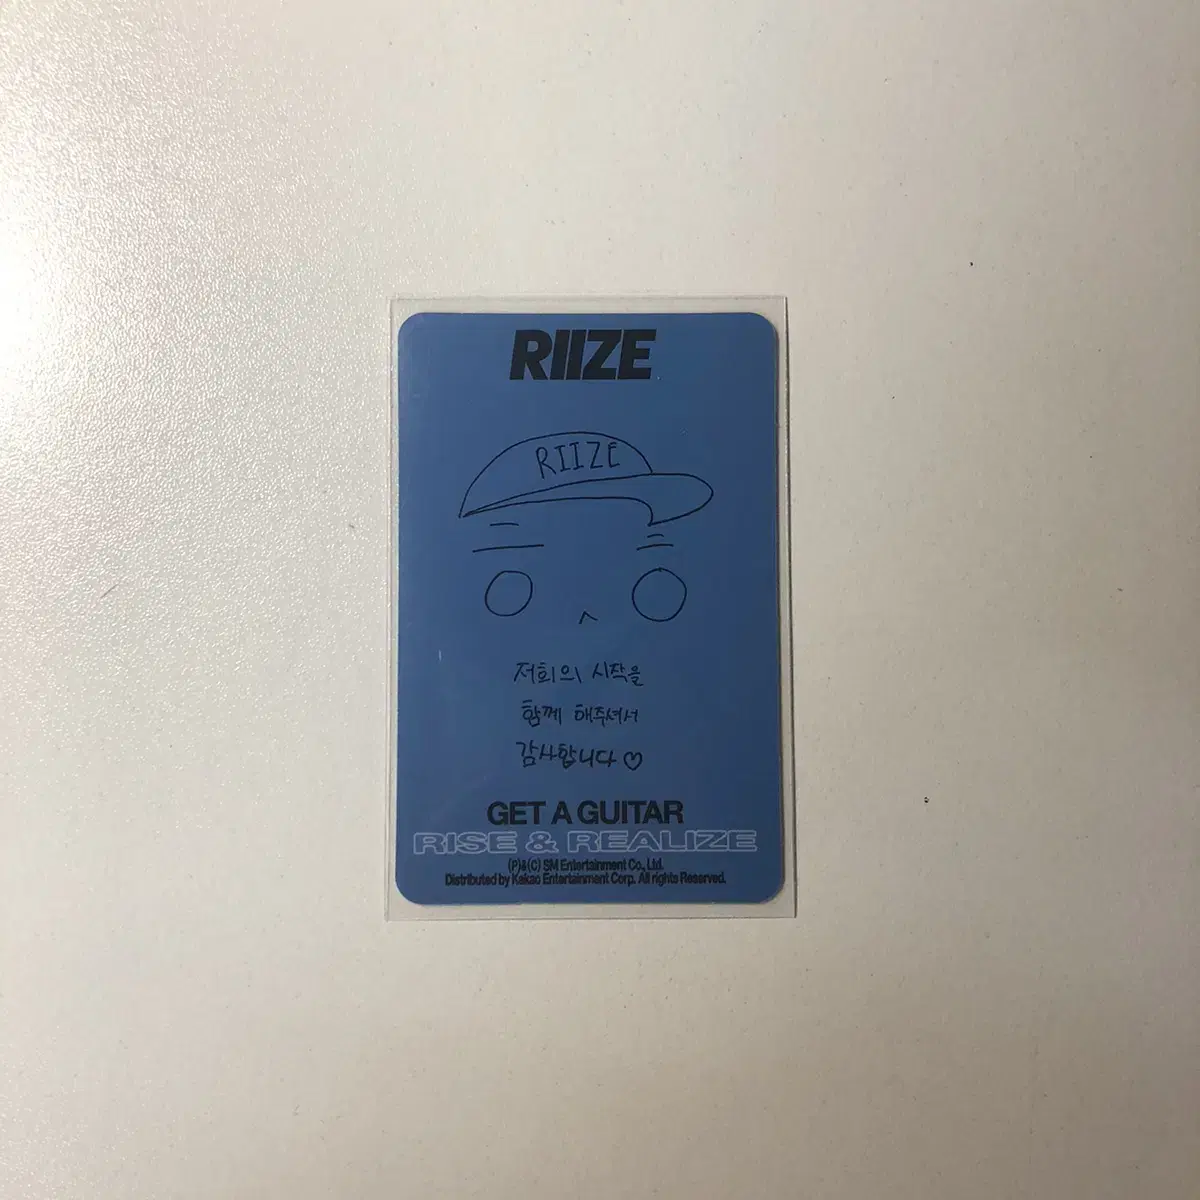 RIIZE
RIIZE
저희의 시작을
함께 해주셔서
감사합니다♡
GET A GUITAR
RISE & REALIZE
(P)&(C) SM Entertainment Co., Ltd.
Distributed by Kakao Entertainment Corp. All rights Reserved.